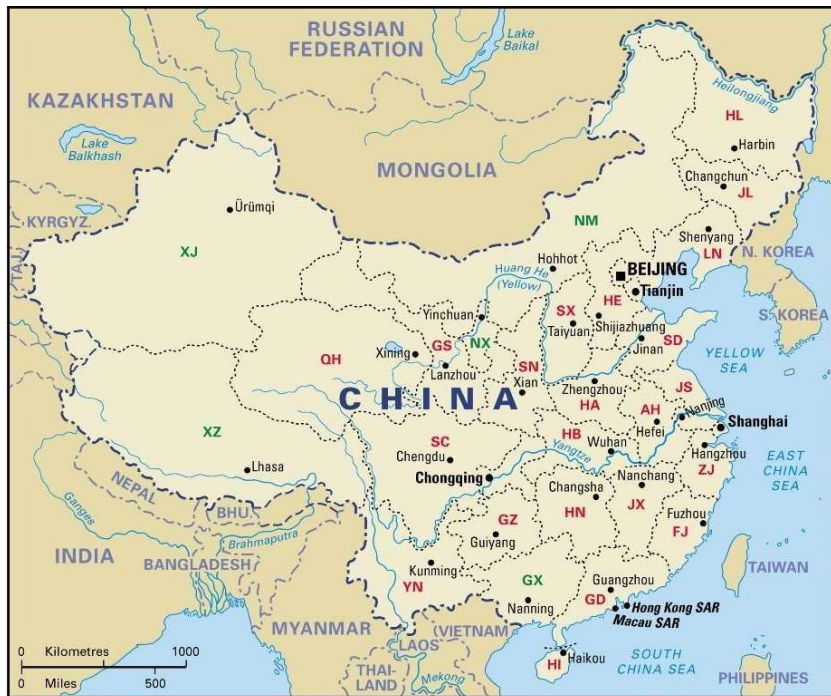 RUSSIAN
FEDERATION
Lake
Baikal
KAZAKHSTAN
Lake
Balkhash
MONGOLIA
Heilongjiang
HL
Harbin
Changchun
JL
KYRGYZ.
Ürümqi
XJ
NM
Shenyang
LN
N. KOREA
TAJ.
Hohhot
Huang He
(Yellow)
BEIJING
Tianjin
HE
S. KOREA
Yinchuan
SX
Taiyuan
Shijiazhuang
SD
Jinan
QH
Xining
GS
NX
Lanzhou
SN
Xian
YELLOW
SEA
CHINA
Zhengzhou
HA
JS
AH
Nanjing
Hefei
Shanghai
XZ
SC
Chengdu
HB
Wuhan
Yangtze
Hangzhou
ZJ
EAST
CHINA
SEA
Lhasa
Chongqing
Changsha
Nanchang
NEPAL
BHU.
Ganges
Brahmaputra
GZ
Guiyang
HN
JX
Fuzhou
FJ
INDIA
BANGLADESH
Kunming
YN
GX
Nanning
Guangzhou
GD
Hong Kong SAR
Macau SAR
TAIWAN
MYANMAR
VIETNAM
LAOS
THAI-
LAND
Mekong
HI
Haikou
SOUTH
CHINA SEA
PHILIPPINES
0 Kilometres 1000
0 Miles 500